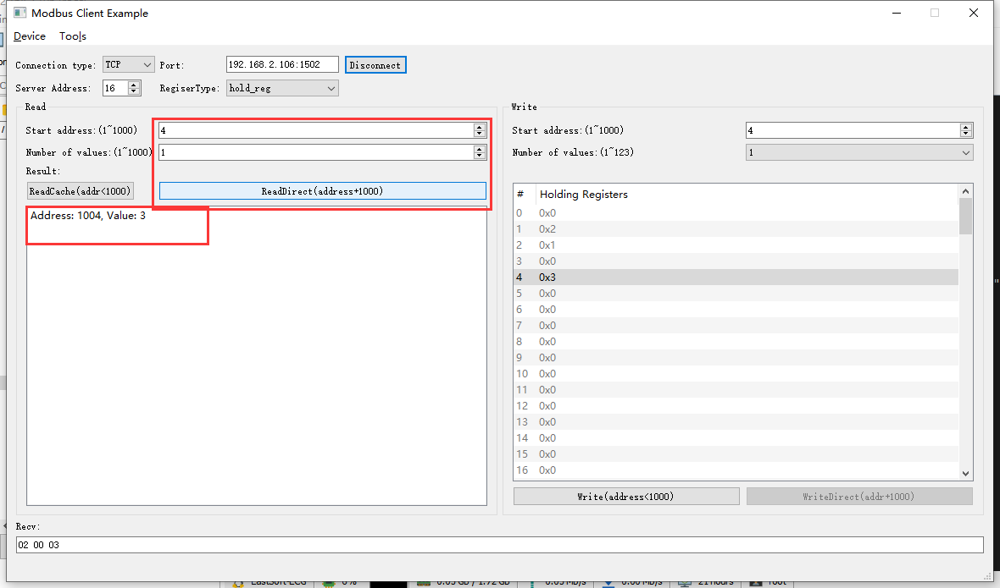 Modbus Client Example
Device Tools
Connection type: TCP Port: 192.168.2.106:1502 Disconnect
Server Address: 16 RegiserType: hold_reg
Read
Start address:(1~1000) 4
Number of values:(1~1000) 1
Result:
ReadCache(addr<1000) ReadDirect(address+1000)
Address: 1004, Value: 3
Write
Start address:(1~1000) 4
Number of values:(1~123) 1
# Holding Registers
0 0x0
1 0x2
2 0x1
3 0x0
4 0x3
5 0x0
6 0x0
7 0x0
8 0x0
9 0x0
10 0x0
11 0x0
12 0x0
13 0x0
14 0x0
15 0x0
16 0x0
Write(address<1000) WriteDirect(addr+1000)
Recv:
02 00 03